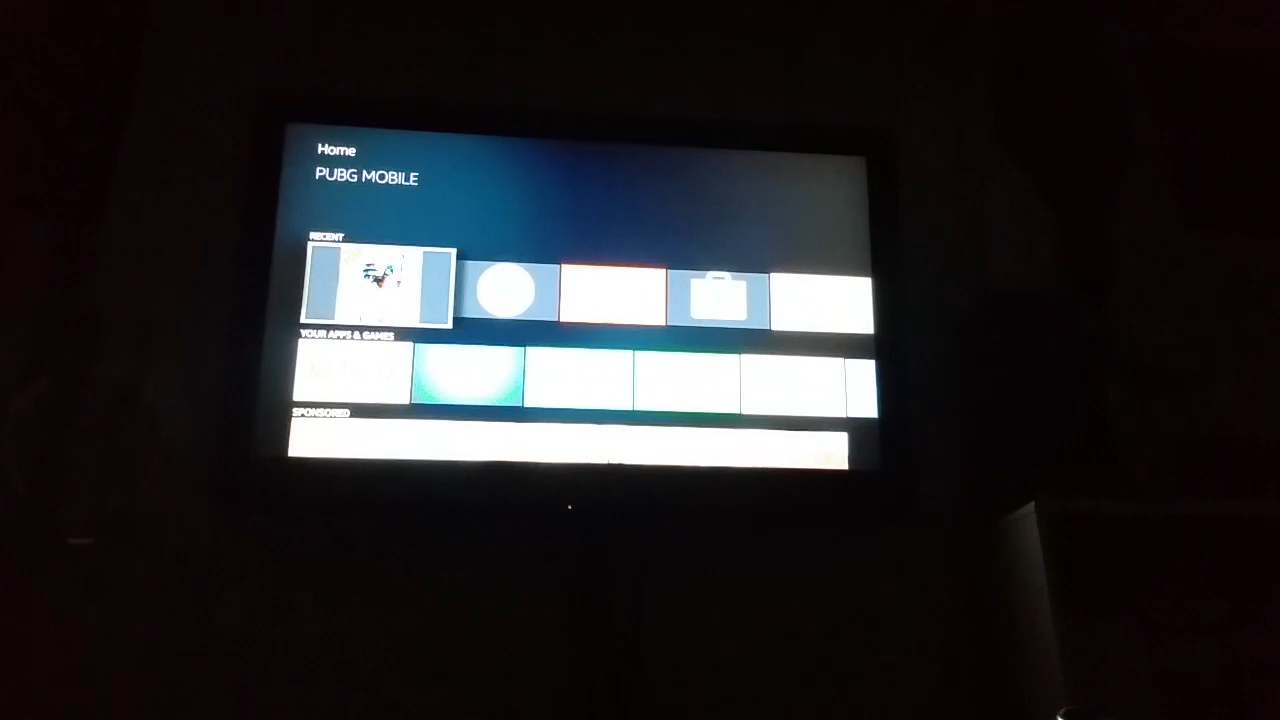 Home
PUBG MOBILE
RECENT
YOUR APPS & GAMES
SPONSORED